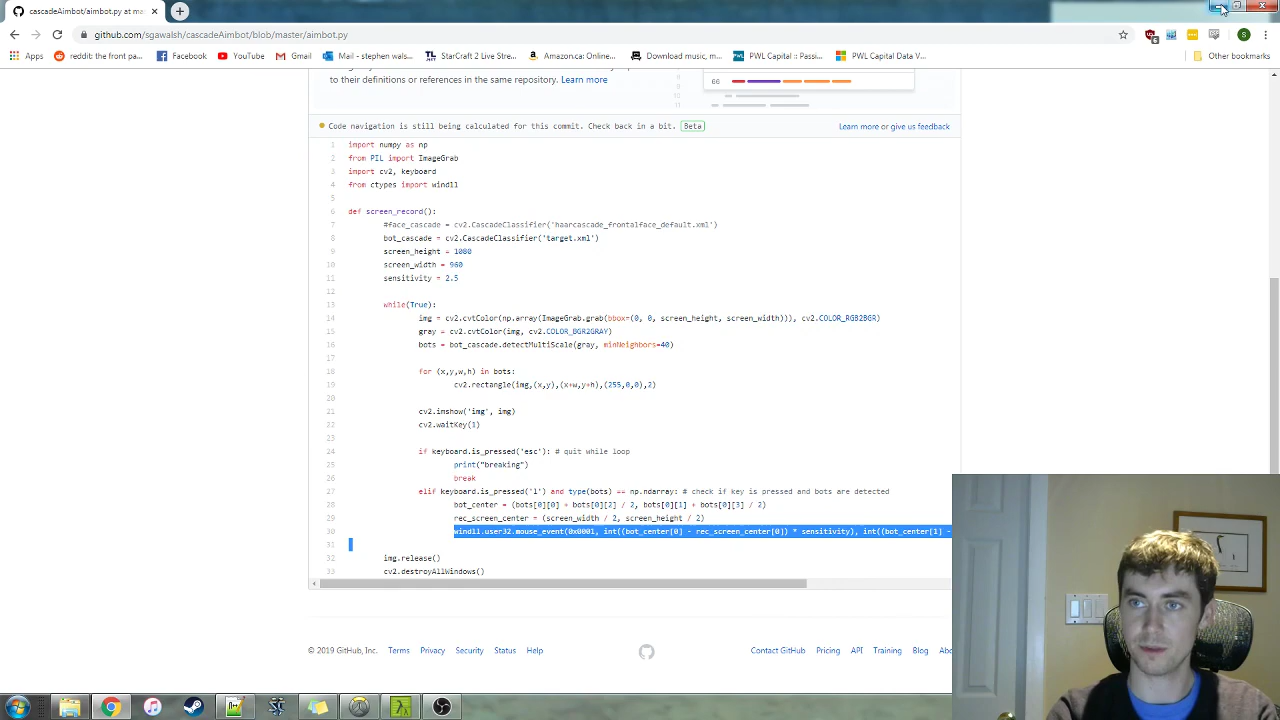 cascadeAimbot/aimbot.py at ma
github.com/sgawalsh/cascadeAimbot/blob/master/aimbot.py
Apps
reddit: the front pa...
Facebook
YouTube
Gmail
Mail - stephen wals...
StarCraft 2 Live Stre...
Amazon.ca: Online...
Download music, m...
PWL Capital :: Passi...
PWL Capital Data V...
Other bookmarks
to their definitions or references in the same repository. Learn more
66
10
11
Code navigation is still being calculated for this commit. Check back in a bit. Beta
Learn more or give us feedback
1 import numpy as np
2 from PIL import ImageGrab
3 import cv2, keyboard
4 from ctypes import windll
5
6 def screen_record():
7 #face_cascade = cv2.CascadeClassifier('haarcascade_frontalface_default.xml')
8 bot_cascade = cv2.CascadeClassifier('target.xml')
9 screen_height = 1080
10 screen_width = 960
11 sensitivity = 2.5
12
13 while(True):
14 img = cv2.cvtColor(np.array(ImageGrab.grab(bbox=(0, 0, screen_height, screen_width))), cv2.COLOR_RGB2BGR)
15 gray = cv2.cvtColor(img, cv2.COLOR_BGR2GRAY)
16 bots = bot_cascade.detectMultiScale(gray, minNeighbors=40)
17
18 for (x,y,w,h) in bots:
19 cv2.rectangle(img,(x,y),(x+w,y+h),(255,0,0),2)
20
21 cv2.imshow('img', img)
22 cv2.waitKey(1)
23
24 if keyboard.is_pressed('esc'): # quit while loop
25 print("breaking")
26 break
27 elif keyboard.is_pressed('l') and type(bots) == np.ndarray: # check if key is pressed and bots are detected
28 bot_center = (bots[0][0] + bots[0][2] / 2, bots[0][1] + bots[0][3] / 2)
29 rec_screen_center = (screen_width / 2, screen_height / 2)
30 windll.user32.mouse_event(0x0001, int((bot_center[0] - rec_screen_center[0]) * sensitivity), int((bot_center[1] -
31
32 img.release()
33 cv2.destroyAllWindows()
© 2019 GitHub, Inc. Terms Privacy Security Status Help
Contact GitHub Pricing API Training Blog Abo